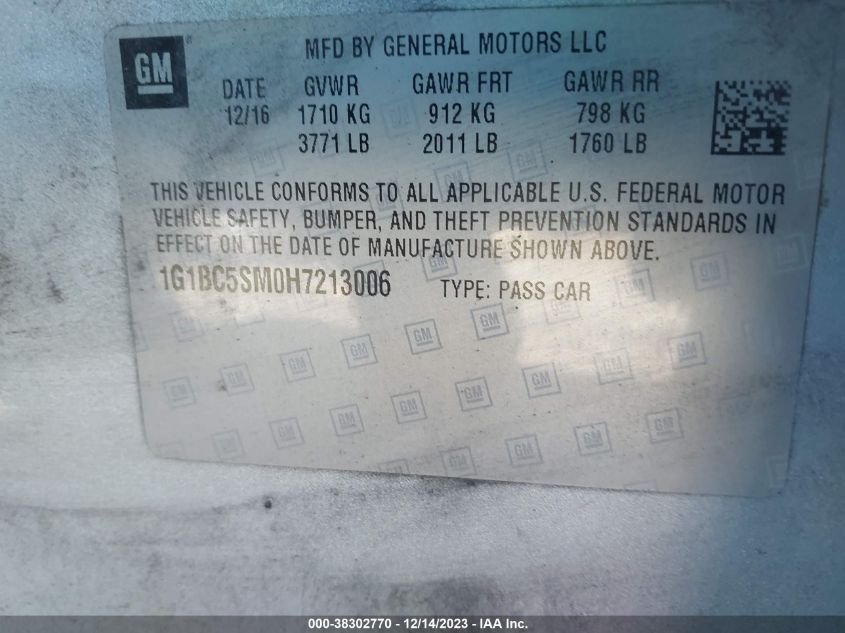 GM
MFD BY GENERAL MOTORS LLC
DATE GVWR GAWR FRT GAWR RR
12/16 1710 KG 912 KG 798 KG
3771 LB 2011 LB 1760 LB
THIS VEHICLE CONFORMS TO ALL APPLICABLE U.S. FEDERAL MOTOR
VEHICLE SAFETY, BUMPER, AND THEFT PREVENTION STANDARDS IN
EFFECT ON THE DATE OF MANUFACTURE SHOWN ABOVE.
1G1BC5SM0H7213006 TYPE: PASS CAR
000-38302770 - 12/14/2023 - IAA Inc.